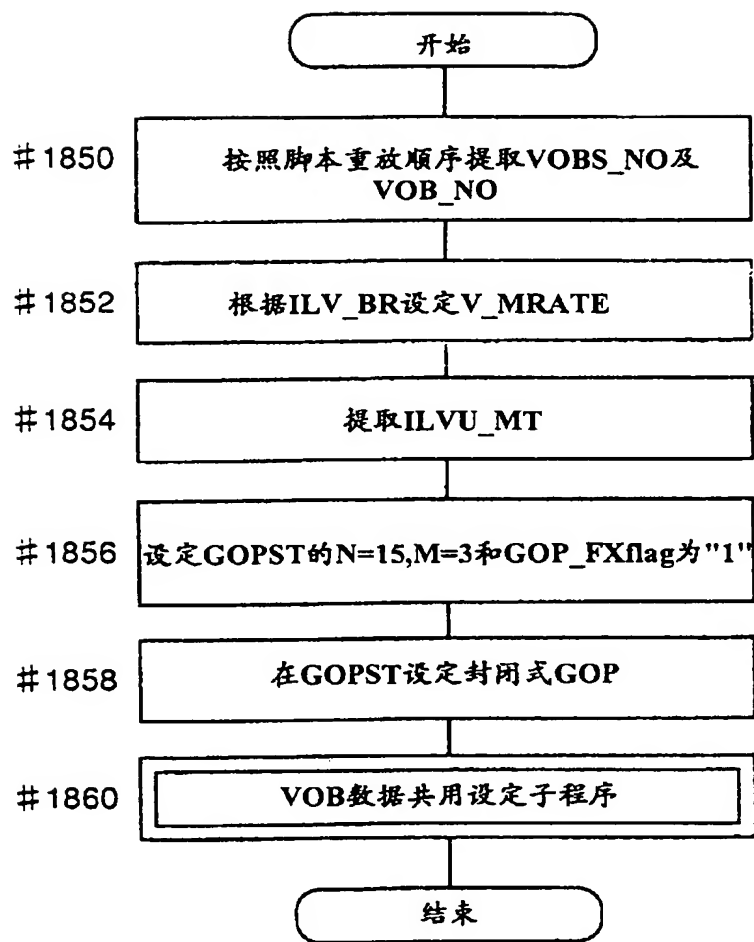 开始
#1850
按照脚本重放顺序提取VOBS_NO及
VOB_NO
#1852
根据ILV_BR设定V_MRATE
#1854
提取ILVU_MT
#1856
设定GOPST的N=15,M=3和GOP_FXflag为"1"
#1858
在GOPST设定封闭式GOP
#1860
VOB数据共用设定子程序
结束